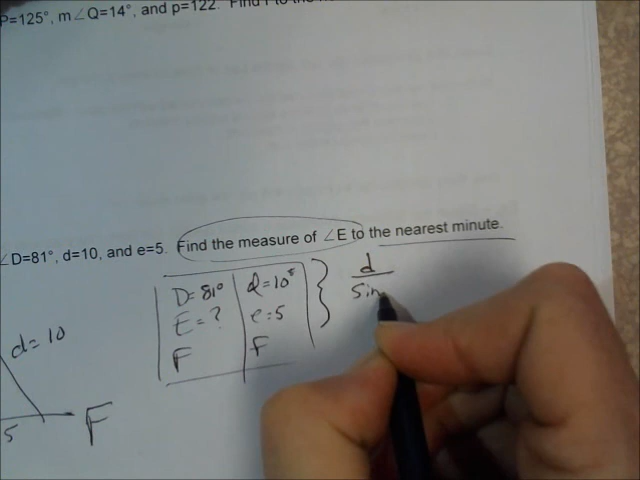 P=125°, m∠Q=14°, and p=122. Find
∠D=81°, d=10, and e=5. Find the measure of ∠E to the nearest minute.
D=81° d=10
E=? e=5
F F
d
sin
d=10
5 F